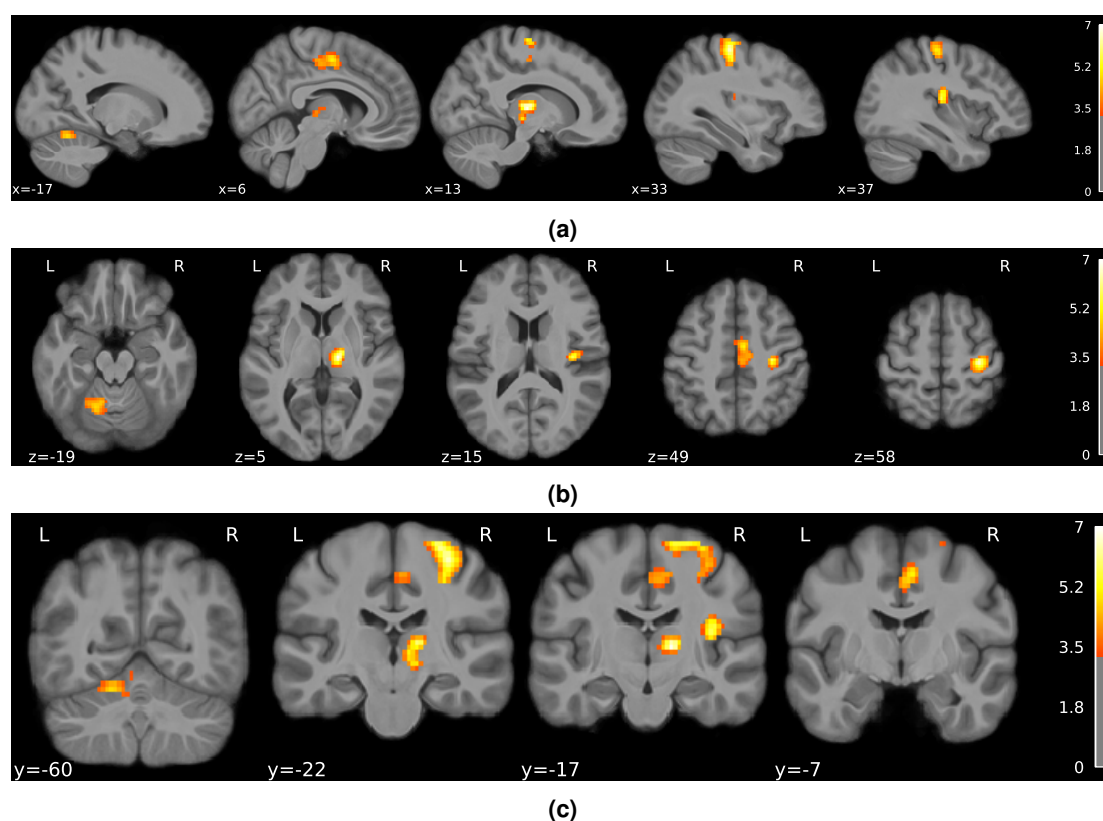 7
5.2
3.5
1.8
0
x=-17 x=6 x=13 x=33 x=37
(a)
L R L R L R L R L R
7
5.2
3.5
1.8
0
z=-19 z=5 z=15 z=49 z=58
(b)
L R L R L R L R
7
5.2
3.5
1.8
0
y=-60 y=-22 y=-17 y=-7
(c)